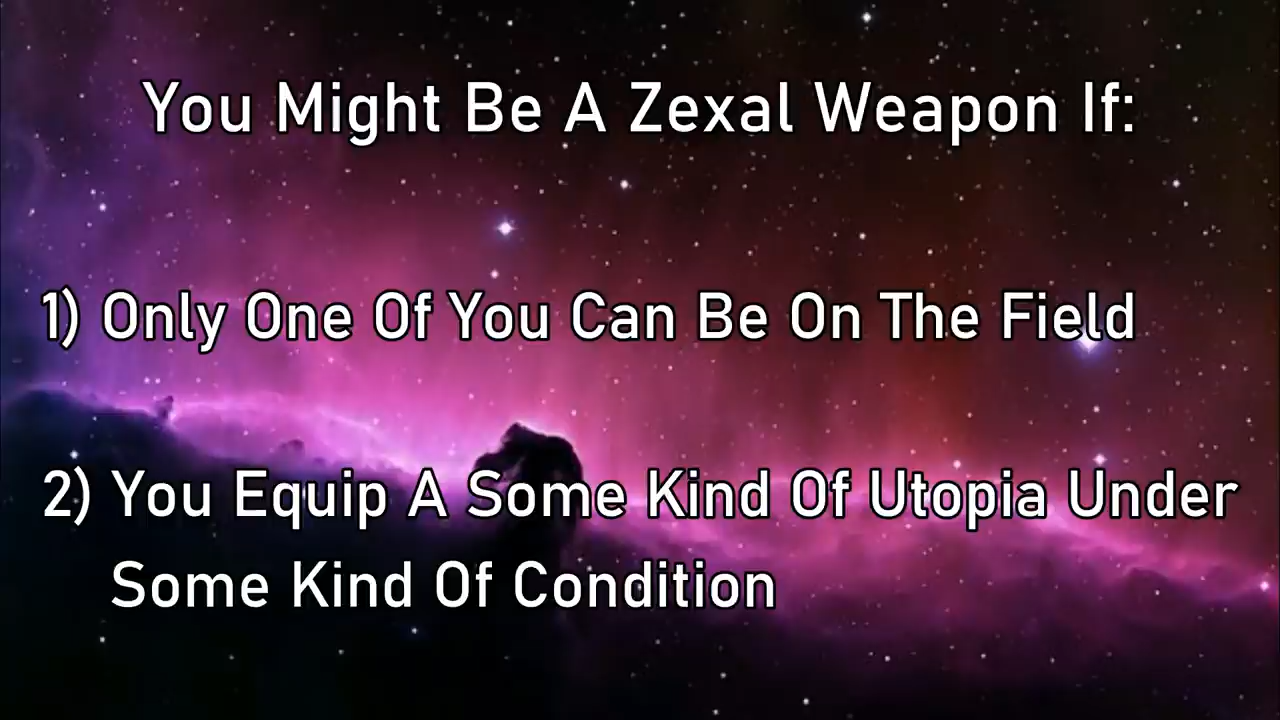 You Might Be A Zexal Weapon If:
1) Only One Of You Can Be On The Field
2) You Equip A Some Kind Of Utopia Under
Some Kind Of Condition